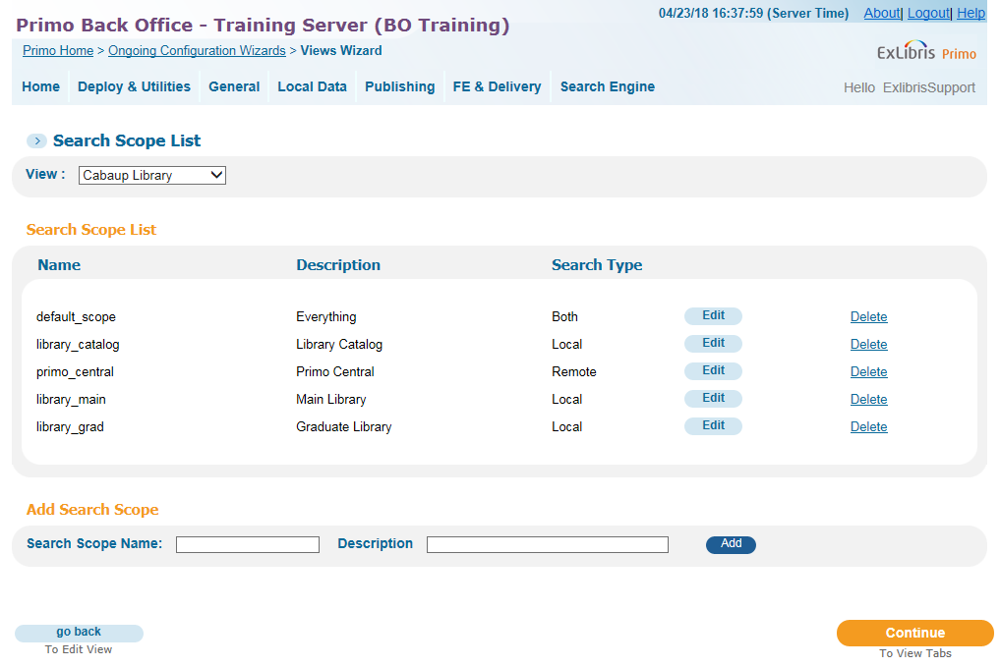 Primo Back Office - Training Server (BO Training)
04/23/18 16:37:59 (Server Time) About| Logout| Help
Primo Home > Ongoing Configuration Wizards > Views Wizard
ExLibris Primo
Home Deploy & Utilities General Local Data Publishing FE & Delivery Search Engine
Hello ExlibrisSupport
Search Scope List
View : Cabaup Library
Search Scope List
Name Description Search Type
default_scope Everything Both Edit Delete
library_catalog Library Catalog Local Edit Delete
primo_central Primo Central Remote Edit Delete
library_main Main Library Local Edit Delete
library_grad Graduate Library Local Edit Delete
Add Search Scope
Search Scope Name: Description Add
go back Continue
To Edit View To View Tabs